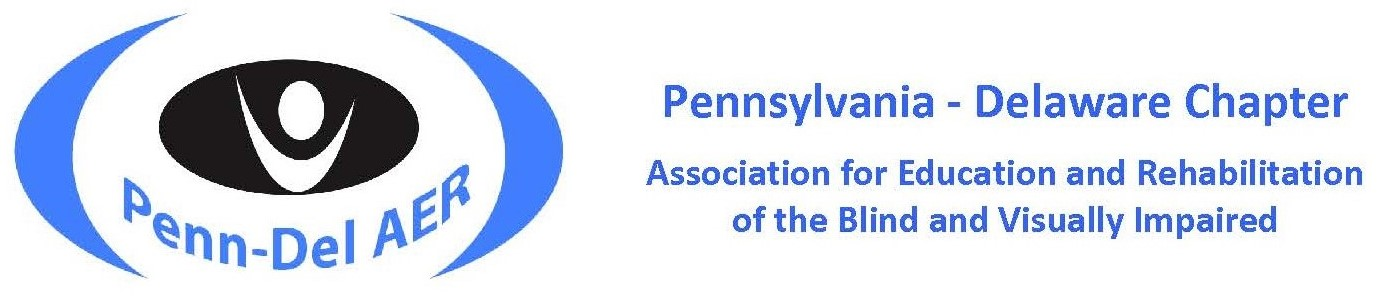 Penn-Del AER
Pennsylvania - Delaware Chapter
Association for Education and Rehabilitation
of the Blind and Visually Impaired